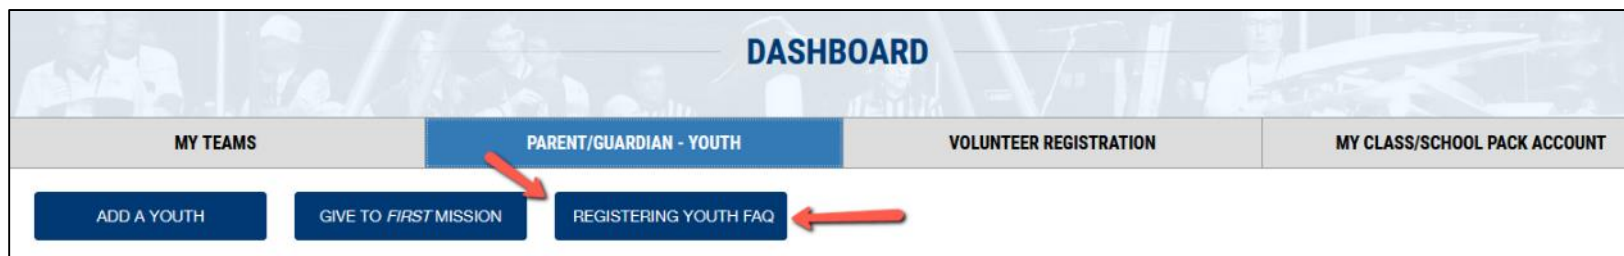 DASHBOARD
MY TEAMS PARENT/GUARDIAN - YOUTH VOLUNTEER REGISTRATION MY CLASS/SCHOOL PACK ACCOUNT
ADD A YOUTH GIVE TO FIRST MISSION REGISTERING YOUTH FAQ